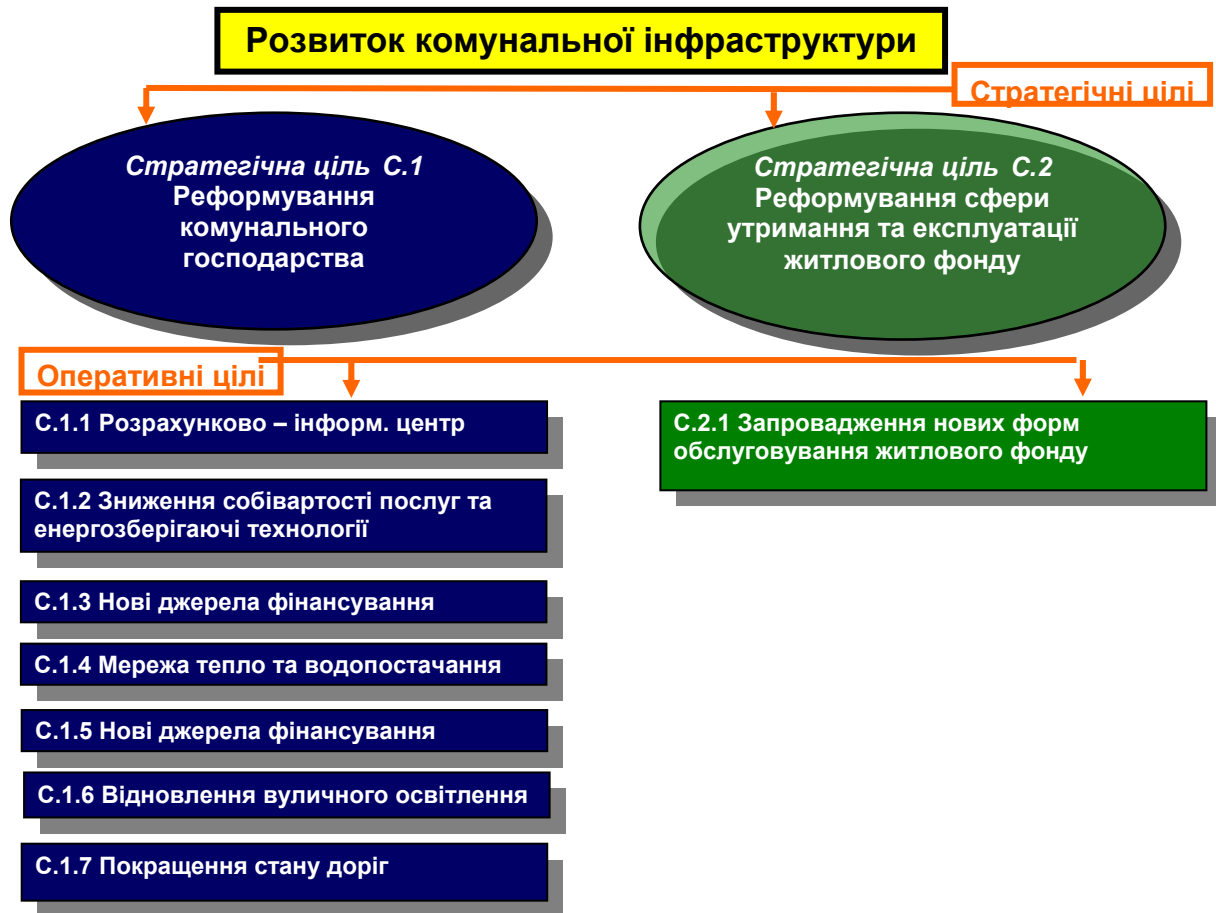 Розвиток комунальної інфраструктури
Стратегічні цілі
Стратегічна ціль С.1
Реформування
комунального
господарства
Стратегічна ціль С.2
Реформування сфери
утримання та експлуатації
житлового фонду
Оперативні цілі
С.1.1 Розрахунково – інформ. центр
С.1.2 Зниження собівартості послуг та
енергозберігаючі технології
С.1.3 Нові джерела фінансування
С.1.4 Мережа тепло та водопостачання
С.1.5 Нові джерела фінансування
С.1.6 Відновлення вуличного освітлення
С.1.7 Покращення стану доріг
С.2.1 Запровадження нових форм
обслуговування житлового фонду